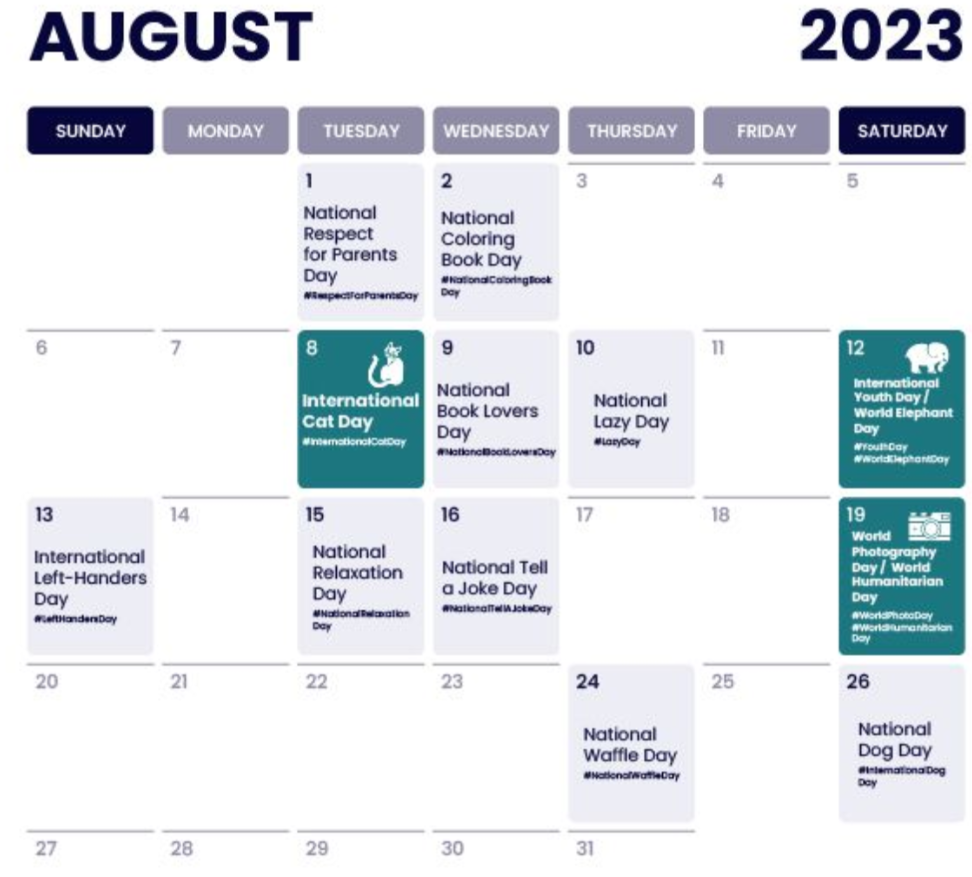 AUGUST 2023
SUNDAY MONDAY TUESDAY WEDNESDAY THURSDAY FRIDAY SATURDAY
1
National
Respect
for Parents
Day
#RespectForParentsDay
2
National
Coloring
Book Day
#NationalColoringBook
Day
3
4
5
6
7
8
International
Cat Day
#InternationalCatDay
9
National
Book Lovers
Day
#NationalBookLoversDay
10
National
Lazy Day
#LazyDay
11
12
International
Youth Day /
World Elephant
Day
#YouthDay
#WorldElephantDay
13
International
Left-Handers
Day
#LeftHandersDay
14
15
National
Relaxation
Day
#NationalRelaxation
Day
16
National Tell
a Joke Day
#NationalTellAJokeDay
17
18
19
World
Photography
Day / World
Humanitarian
Day
#WorldPhotoDay
#WorldHumanitarian
Day
20
21
22
23
24
National
Waffle Day
#NationalWaffleDay
25
26
National
Dog Day
#InternationalDog
Day
27
28
29
30
31